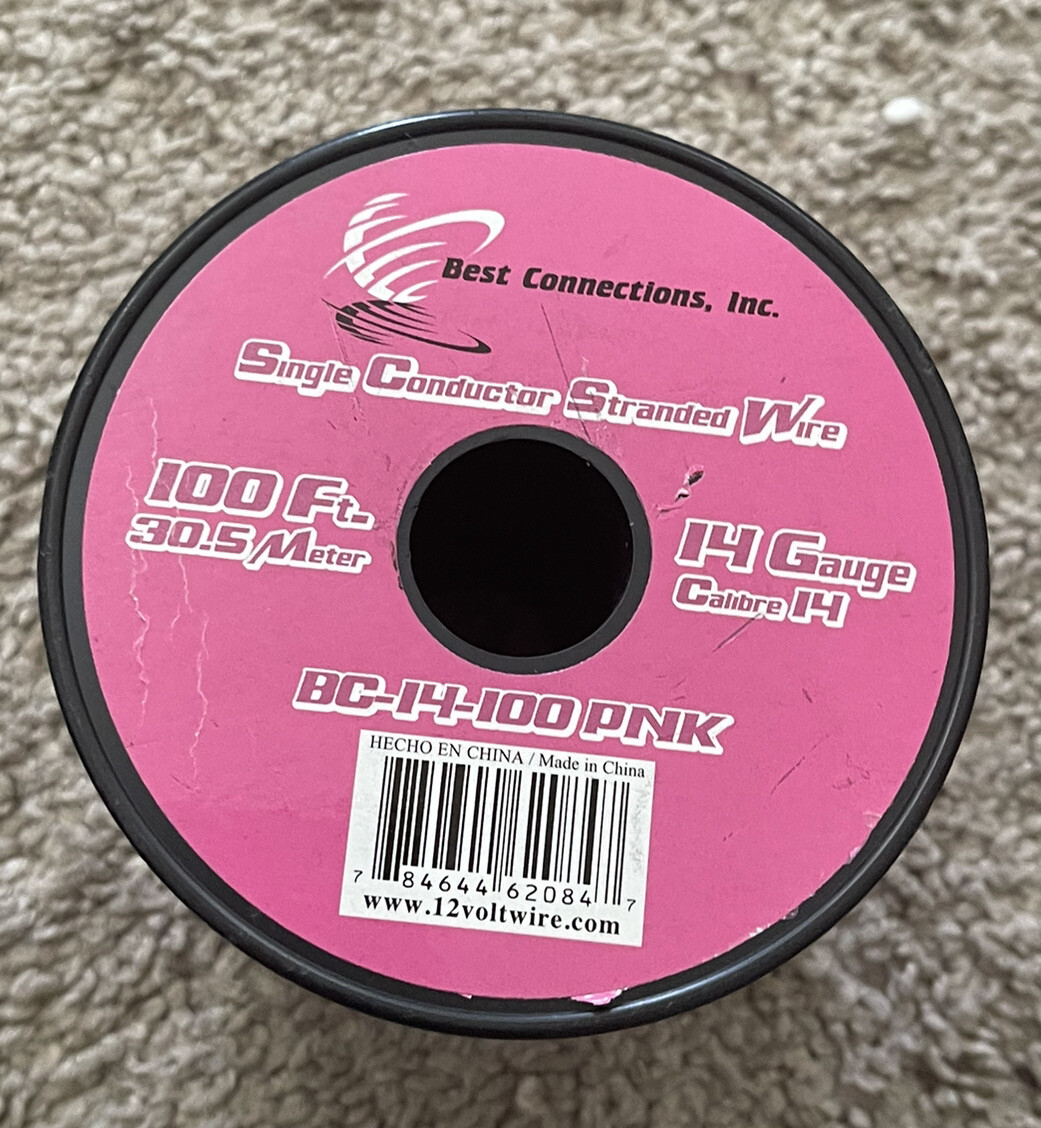 Best Connections, Inc.
Single Conductor Stranded Wire
100 Ft.
30.5 Meter
14 Gauge
Calibre 14
BC-14-100 PNK
HECHO EN CHINA / Made in China
7 84644 62084 7
www.12voltwire.com